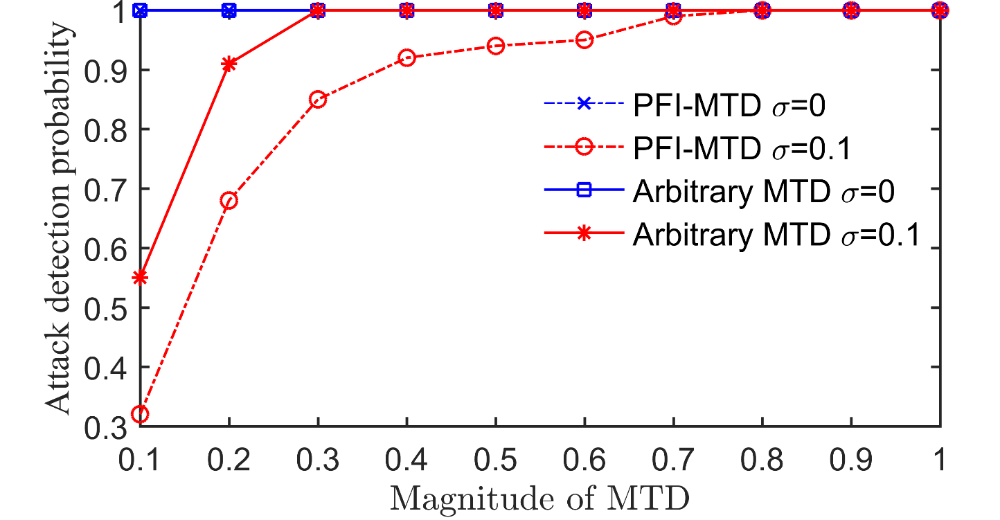 Attack detection probability
1
0.9
0.8
0.7
0.6
0.5
0.4
0.3
PFI-MTD σ=0
PFI-MTD σ=0.1
Arbitrary MTD σ=0
Arbitrary MTD σ=0.1
0.1 0.2 0.3 0.4 0.5 0.6 0.7 0.8 0.9 1
Magnitude of MTD